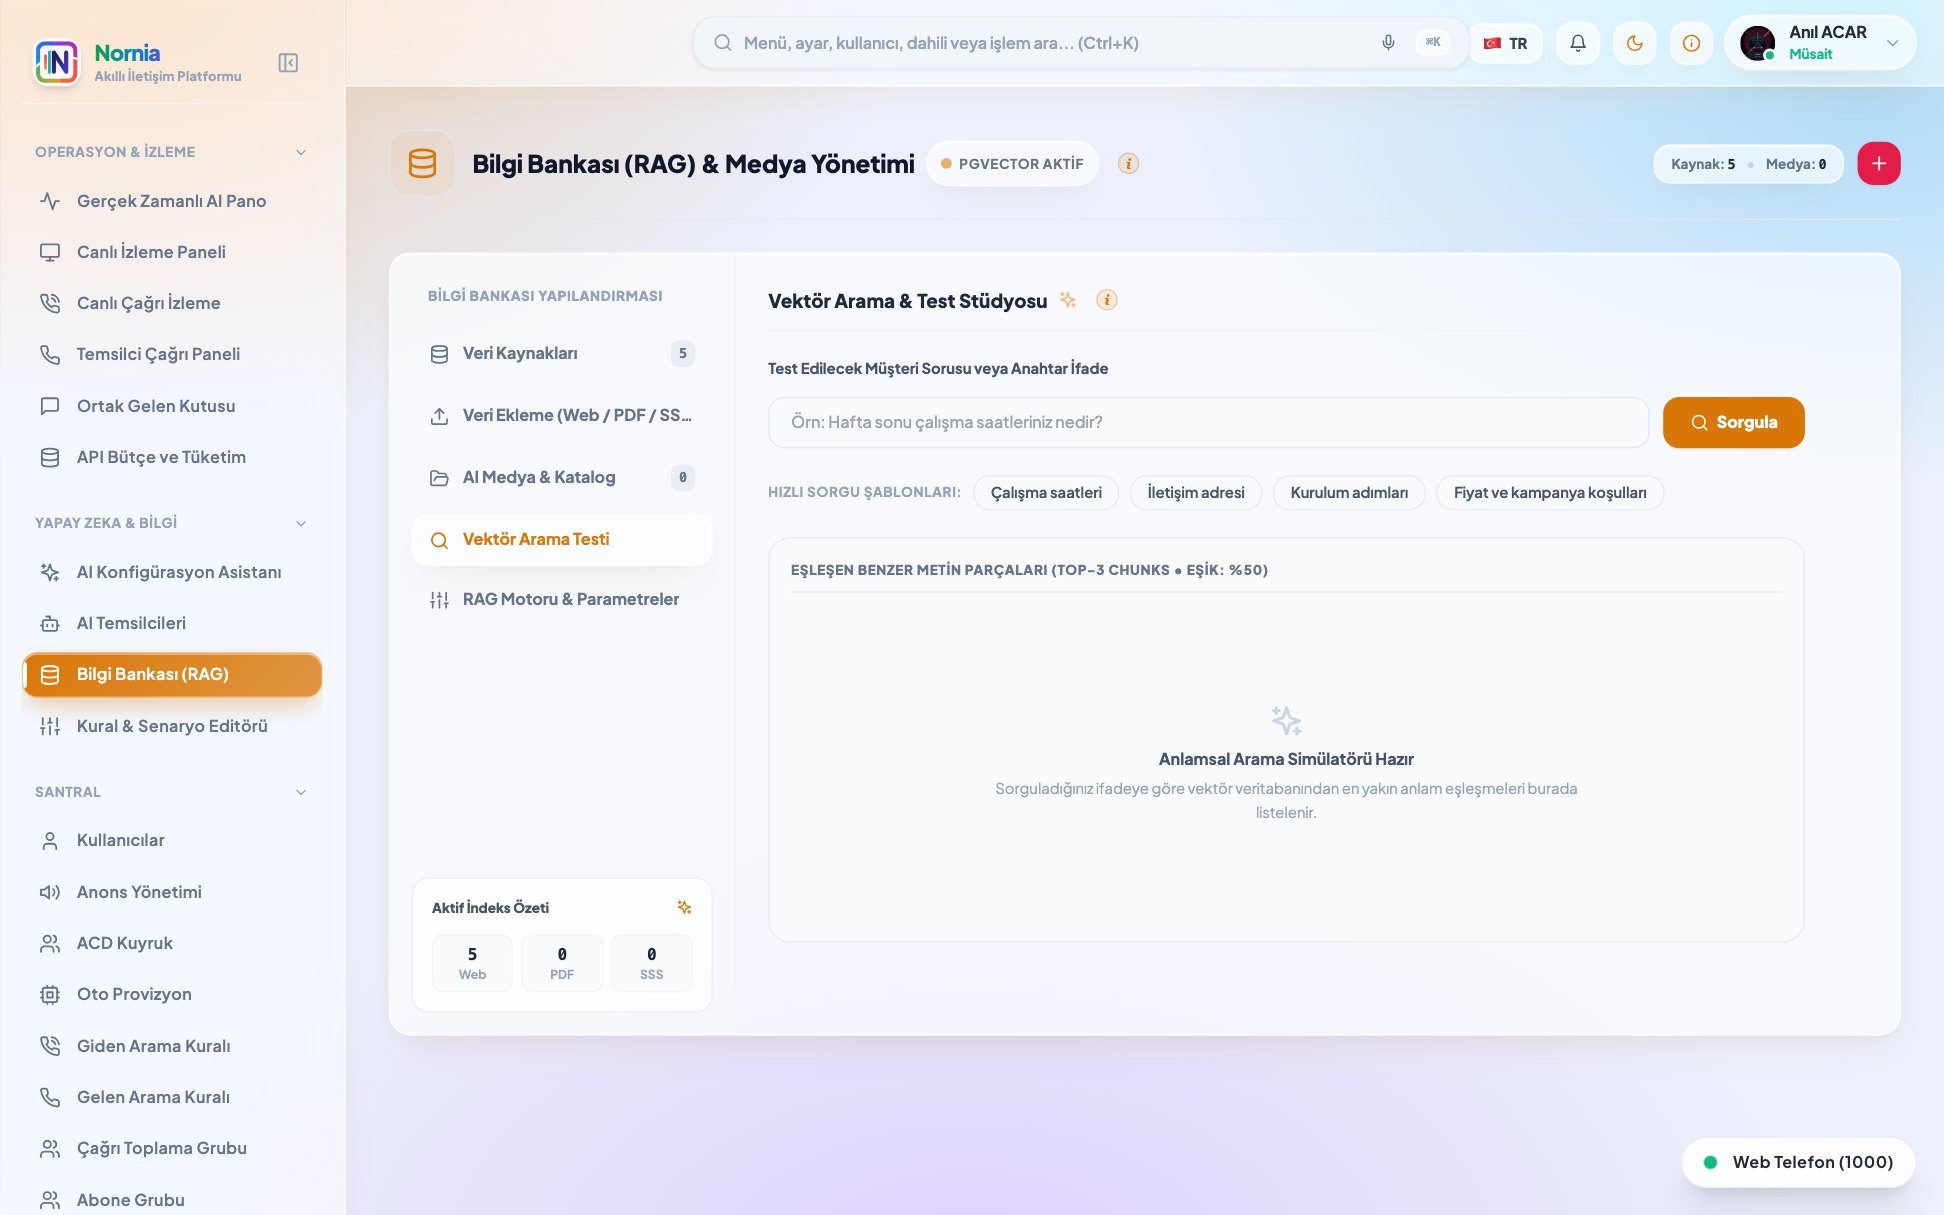 Nornia
Akıllı İletişim Platformu
Menü, ayar, kullanıcı, dahili veya işlem ara... (Ctrl+K)
⌘K
TR
Anıl ACAR
Müsait
OPERASYON & İZLEME
Gerçek Zamanlı AI Pano
Canlı İzleme Paneli
Canlı Çağrı İzleme
Temsilci Çağrı Paneli
Ortak Gelen Kutusu
API Bütçe ve Tüketim
YAPAY ZEKA & BİLGİ
AI Konfigürasyon Asistanı
AI Temsilcileri
Bilgi Bankası (RAG)
Kural & Senaryo Editörü
SANTRAL
Kullanıcılar
Anons Yönetimi
ACD Kuyruk
Oto Provizyon
Giden Arama Kuralı
Gelen Arama Kuralı
Çağrı Toplama Grubu
Abone Grubu
Bilgi Bankası (RAG) & Medya Yönetimi
PGVECTOR AKTİF
Kaynak: 5 • Medya: 0
BİLGİ BANKASI YAPILANDIRMASI
Veri Kaynakları 5
Veri Ekleme (Web / PDF / SS...
AI Medya & Katalog 0
Vektör Arama Testi
RAG Motoru & Parametreler
Aktif İndeks Özeti
5 0 0
Web PDF SSS
Vektör Arama & Test Stüdyosu
Test Edilecek Müşteri Sorusu veya Anahtar İfade
Örn: Hafta sonu çalışma saatleriniz nedir?
Sorgula
HIZLI SORGU ŞABLONLARI: Çalışma saatleri İletişim adresi Kurulum adımları Fiyat ve kampanya koşulları
EŞLEŞEN BENZER METİN PARÇALARI (TOP-3 CHUNKS • EŞİK: %50)
Anlamsal Arama Simülatörü Hazır
Sorguladığınız ifadeye göre vektör veritabanından en yakın anlam eşleşmeleri burada
listelenir.
Web Telefon (1000)